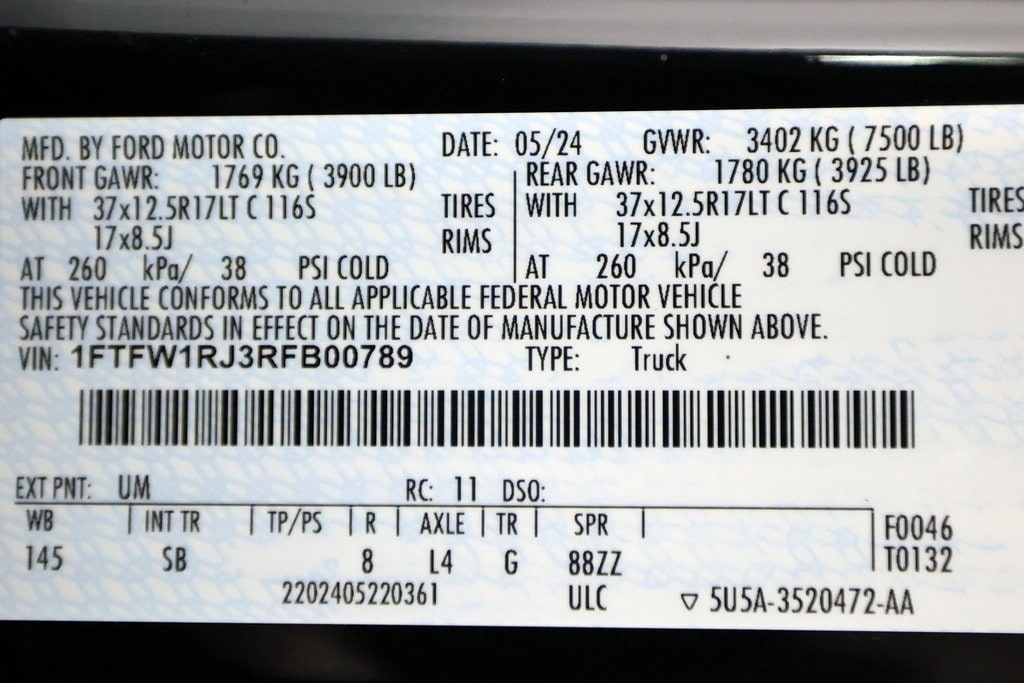 MFD. BY FORD MOTOR CO. DATE: 05/24 GVWR: 3402 KG ( 7500 LB)
FRONT GAWR: 1769 KG ( 3900 LB) REAR GAWR: 1780 KG ( 3925 LB)
WITH 37x12.5R17LT C 116S TIRES WITH 37x12.5R17LT C 116S TIRES
17x8.5J RIMS 17x8.5J RIMS
AT 260 kPa/ 38 PSI COLD AT 260 kPa/ 38 PSI COLD
THIS VEHICLE CONFORMS TO ALL APPLICABLE FEDERAL MOTOR VEHICLE
SAFETY STANDARDS IN EFFECT ON THE DATE OF MANUFACTURE SHOWN ABOVE.
VIN: 1FTFW1RJ3RFB00789 TYPE: Truck
EXT PNT: UM RC: 11 DSO:
WB INT TR TP/PS R AXLE TR SPR F0046
145 SB 8 L4 G 88ZZ T0132
2202405220361 ULC ▽ 5U5A-3520472-AA